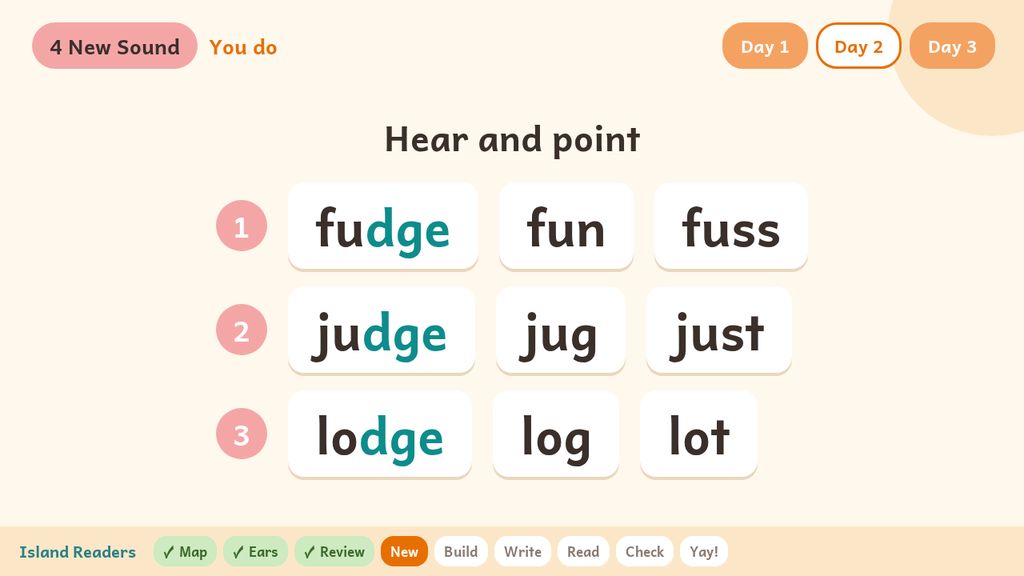 4 New Sound You do Day 1 Day 2 Day 3
Hear and point
1 fudge fun fuss
2 judge jug just
3 lodge log lot
Island Readers ✓ Map ✓ Ears ✓ Review New Build Write Read Check Yay!